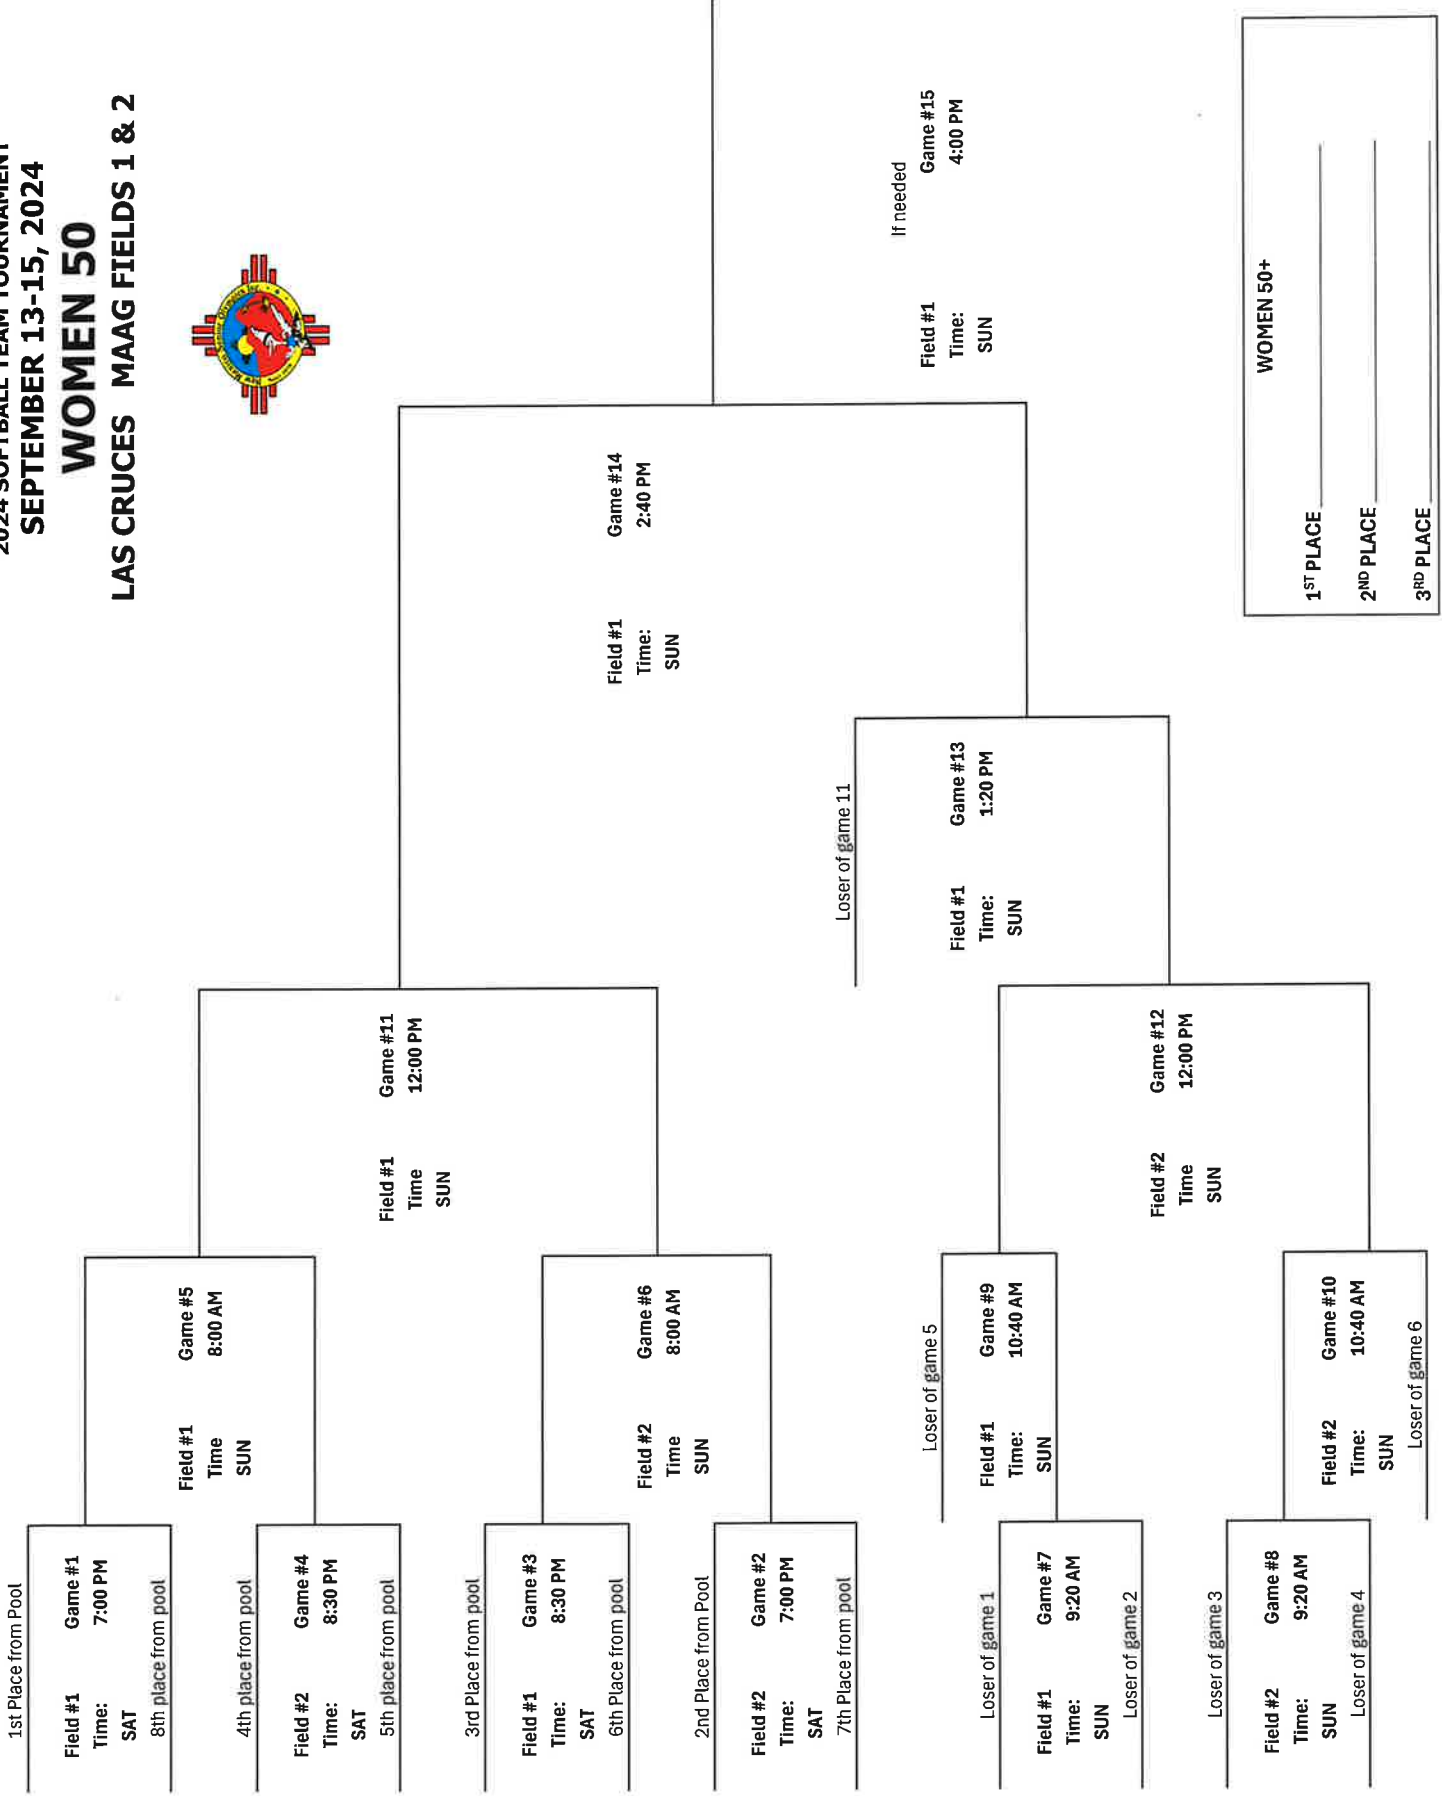 2024 SOFTBALL TEAM TOURNAMENT
SEPTEMBER 13-15, 2024
WOMEN 50
LAS CRUCES MAAG FIELDS 1 & 2
1st Place from Pool
Field #1 Game #1
Time: 7:00 PM
SAT
8th place from pool
4th place from pool
Field #2 Game #4
Time: 8:30 PM
SAT
5th place from pool
3rd Place from pool
Field #1 Game #3
Time: 8:30 PM
SAT
6th Place from pool
2nd Place from Pool
Field #2 Game #2
Time: 7:00 PM
SAT
7th Place from pool
Loser of game 1
Field #1 Game #7
Time: 9:20 AM
SUN
Loser of game 2
Loser of game 3
Field #2 Game #8
Time: 9:20 AM
SUN
Loser of game 4
Field #1 Game #5
Time 8:00 AM
SUN
Field #2 Game #6
Time 8:00 AM
SUN
Loser of game 5
Field #1 Game #9
Time: 10:40 AM
SUN
Field #2 Game #10
Time: 10:40 AM
SUN
Loser of game 6
Field #1 Game #11
Time 12:00 PM
SUN
Field #2 Game #12
Time 12:00 PM
SUN
Loser of game 11
Field #1 Game #13
Time: 1:20 PM
SUN
Field #1 Game #14
Time: 2:40 PM
SUN
If needed
Field #1 Game #15
Time: 4:00 PM
SUN
WOMEN 50+
1ST PLACE
2ND PLACE
3RD PLACE
New Mexico Senior Olympics Inc.